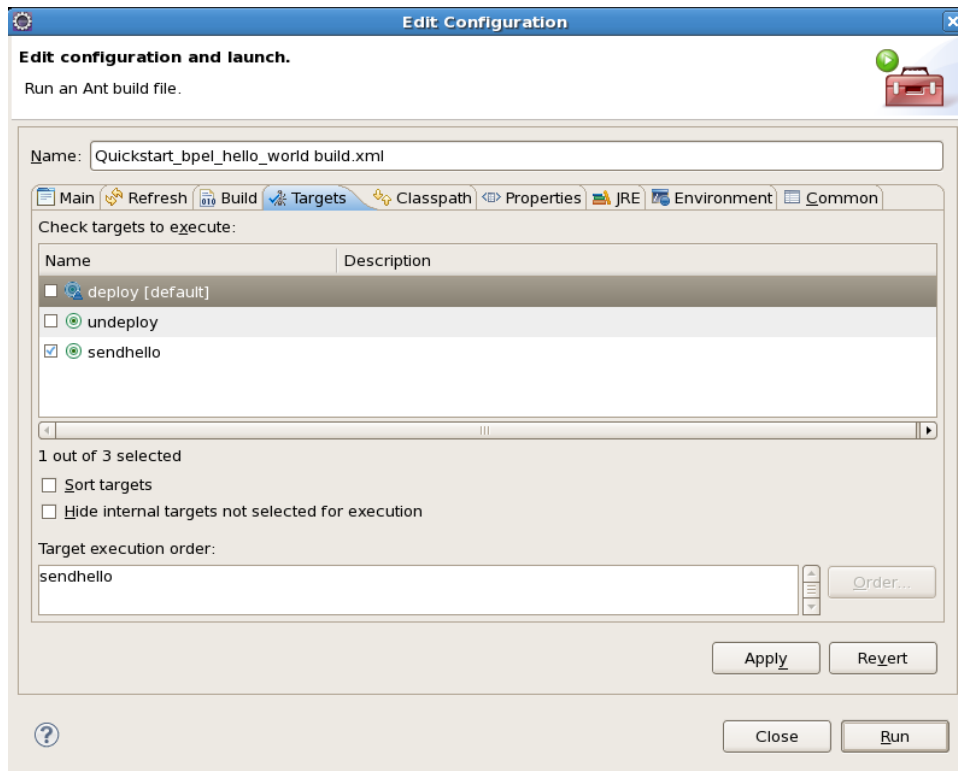 Edit Configuration
Edit configuration and launch.
Run an Ant build file.
Name: Quickstart_bpel_hello_world build.xml
Main Refresh Build Targets Classpath Properties JRE Environment Common
Check targets to execute:
Name Description
deploy [default]
undeploy
sendhello
1 out of 3 selected
Sort targets
Hide internal targets not selected for execution
Target execution order:
sendhello
Order...
Apply Revert
Close Run